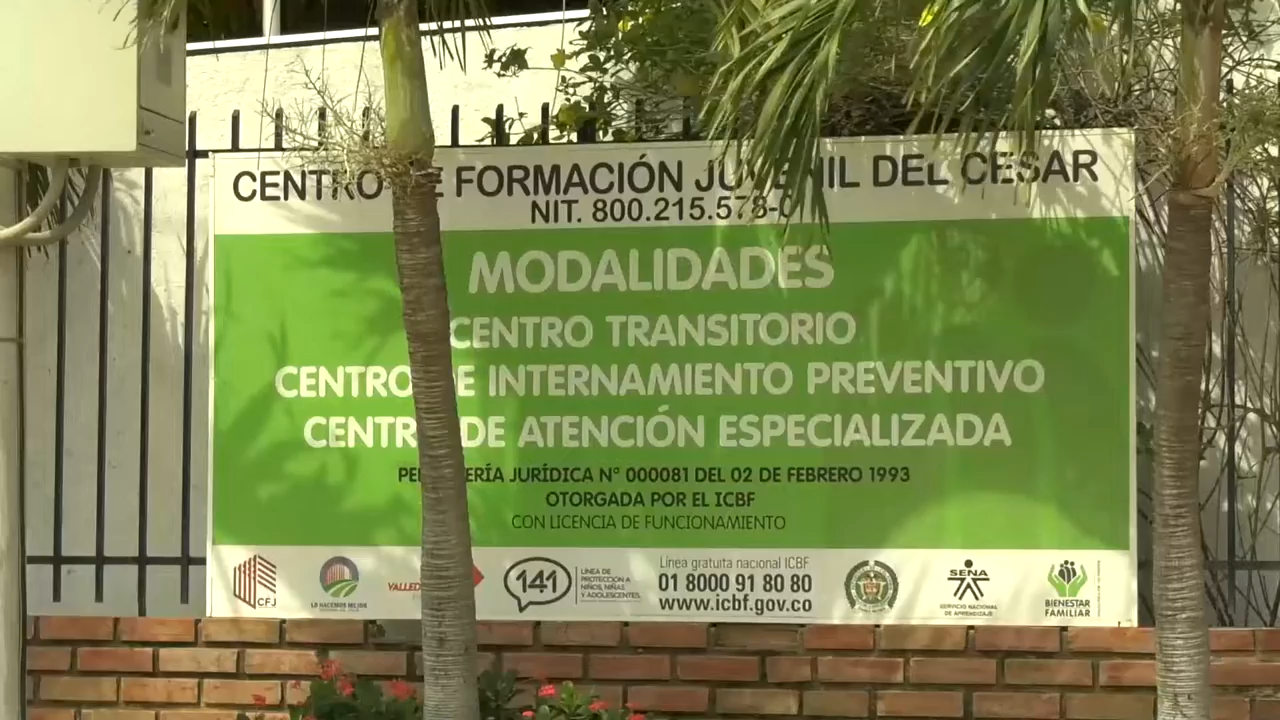 CENTRO DE FORMACIÓN JUVENIL DEL CESAR
NIT. 800.215.578-0
MODALIDADES
CENTRO TRANSITORIO
CENTRO DE INTERNAMIENTO PREVENTIVO
CENTRO DE ATENCIÓN ESPECIALIZADA
JURÍDICA N° 000081 DEL 02 DE FEBRERO 1993
OTORGADA POR EL ICBF
CON LICENCIA DE FUNCIONAMIENTO
CFJ
LO HACEMOS MEJOR
141
LÍNEA DE
PROTECCIÓN A
NIÑOS, NIÑAS
Y ADOLESCENTES
Línea gratuita nacional ICBF
01 8000 91 80 80
www.icbf.gov.co
SENA
SERVICIO NACIONAL
DE APRENDIZAJE
BIENESTAR
FAMILIAR